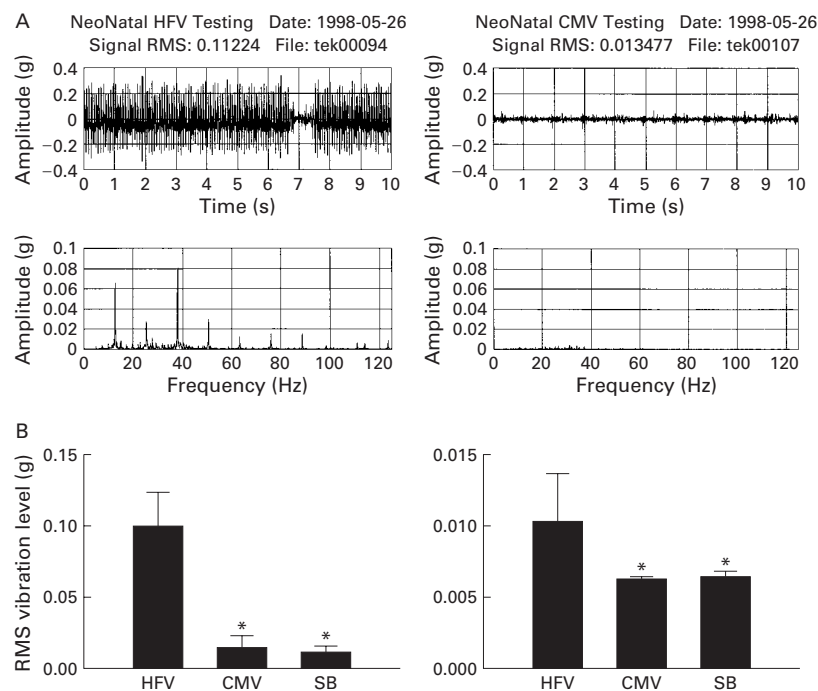 A
NeoNatal HFV Testing Date: 1998-05-26
Signal RMS: 0.11224 File: tek00094
Amplitude (g)
0.4
0.2
0
–0.2
–0.4
0 1 2 3 4 5 6 7 8 9 10
Time (s)
NeoNatal CMV Testing Date: 1998-05-26
Signal RMS: 0.013477 File: tek00107
Amplitude (g)
0.4
0.2
0
–0.2
–0.4
0 1 2 3 4 5 6 7 8 9 10
Time (s)
Amplitude (g)
0.1
0.08
0.06
0.04
0.02
0
0 20 40 60 80 100 120
Frequency (Hz)
Amplitude (g)
0.1
0.08
0.06
0.04
0.02
0
0 20 40 60 80 100 120
Frequency (Hz)
B
RMS vibration level (g)
0.15
0.10
0.05
0.00
* *
HFV CMV SB
0.015
0.010
0.005
0.000
* *
HFV CMV SB